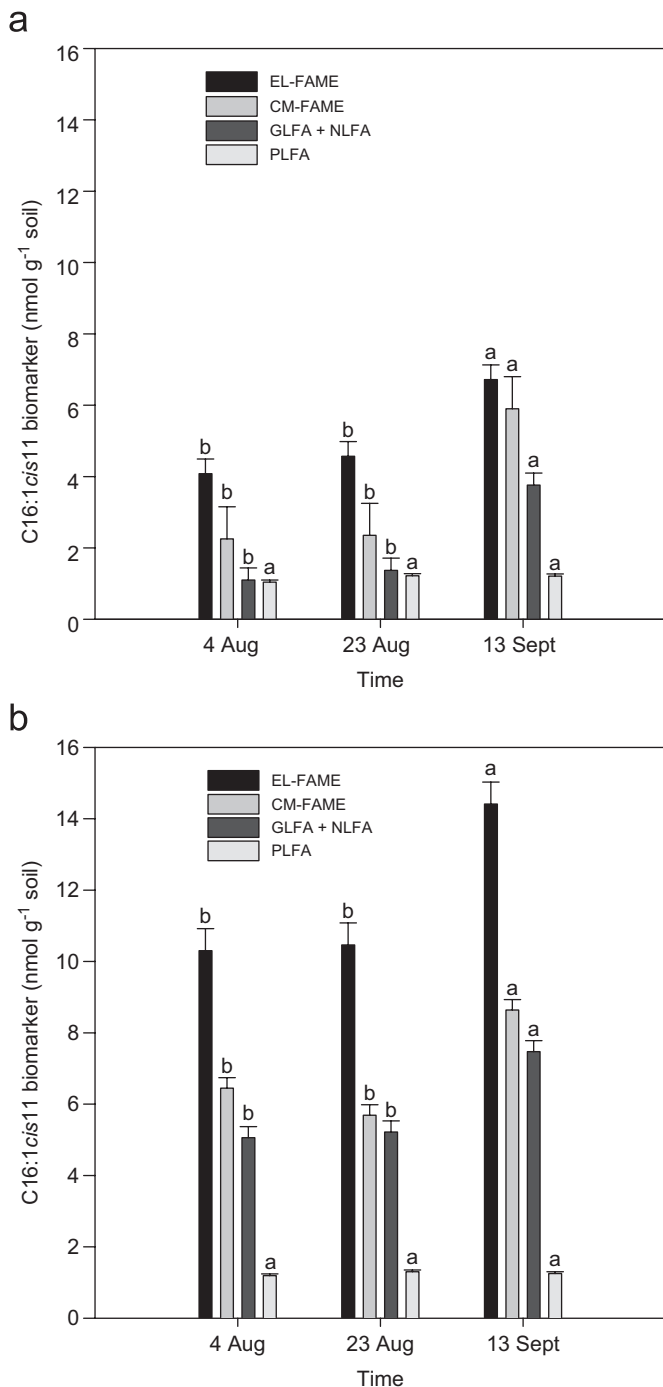 a
16
14
12
10
8
6
4
2
0
C16:1cis11 biomarker (nmol g-1 soil)
EL-FAME
CM-FAME
GLFA + NLFA
PLFA
b b b a
b b b a
a a a a
4 Aug 23 Aug 13 Sept
Time
b
16
14
12
10
8
6
4
2
0
C16:1cis11 biomarker (nmol g-1 soil)
EL-FAME
CM-FAME
GLFA + NLFA
PLFA
b b b a
b b b a
a a a a
4 Aug 23 Aug 13 Sept
Time